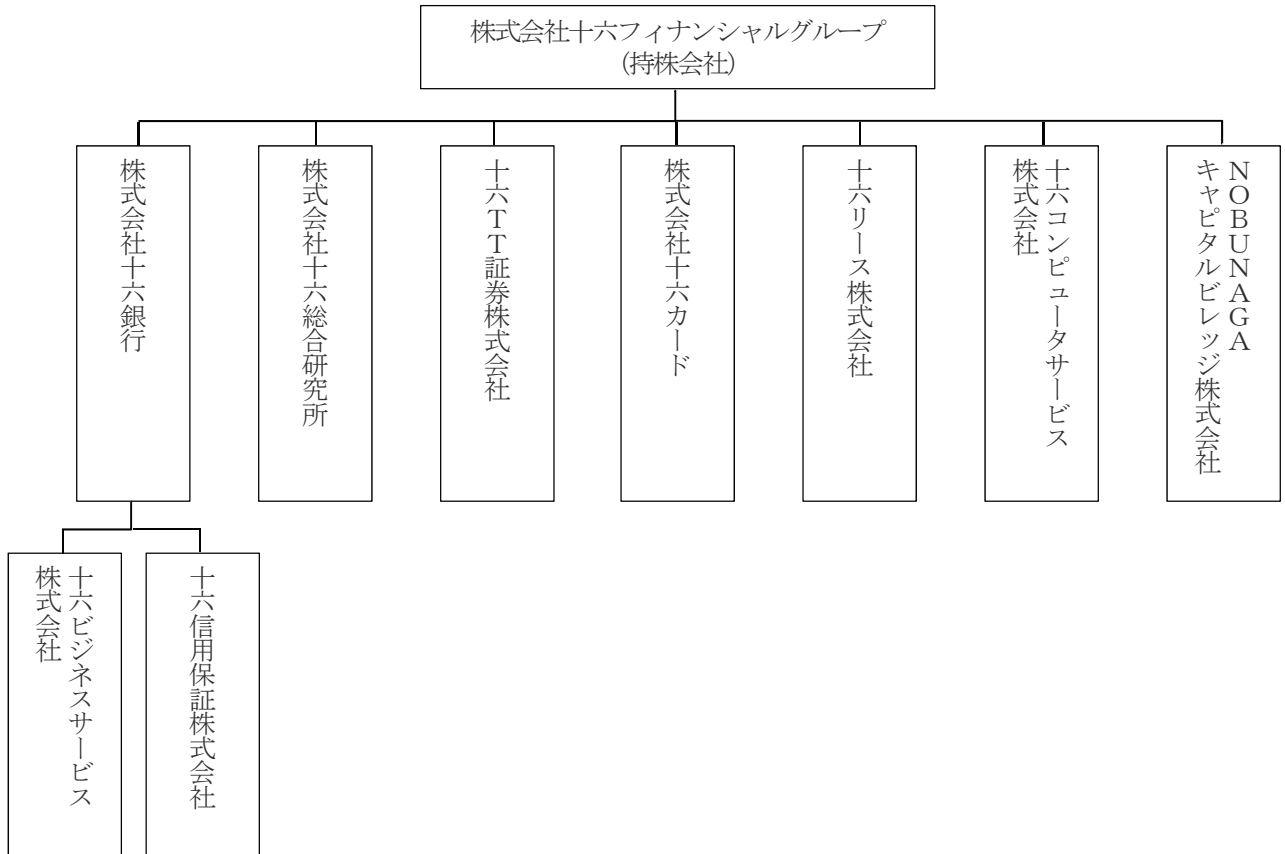 株式会社十六フィナンシャルグループ
(持株会社)
株式会社十六銀行
株式会社十六総合研究所
十六ＴＴ証券株式会社
株式会社十六カード
十六リース株式会社
十六コンピュータサービス
株式会社
ＮＯＢＵＮＡＧＡ
キャピタルビレッジ株式会社
十六ビジネスサービス
株式会社
十六信用保証株式会社